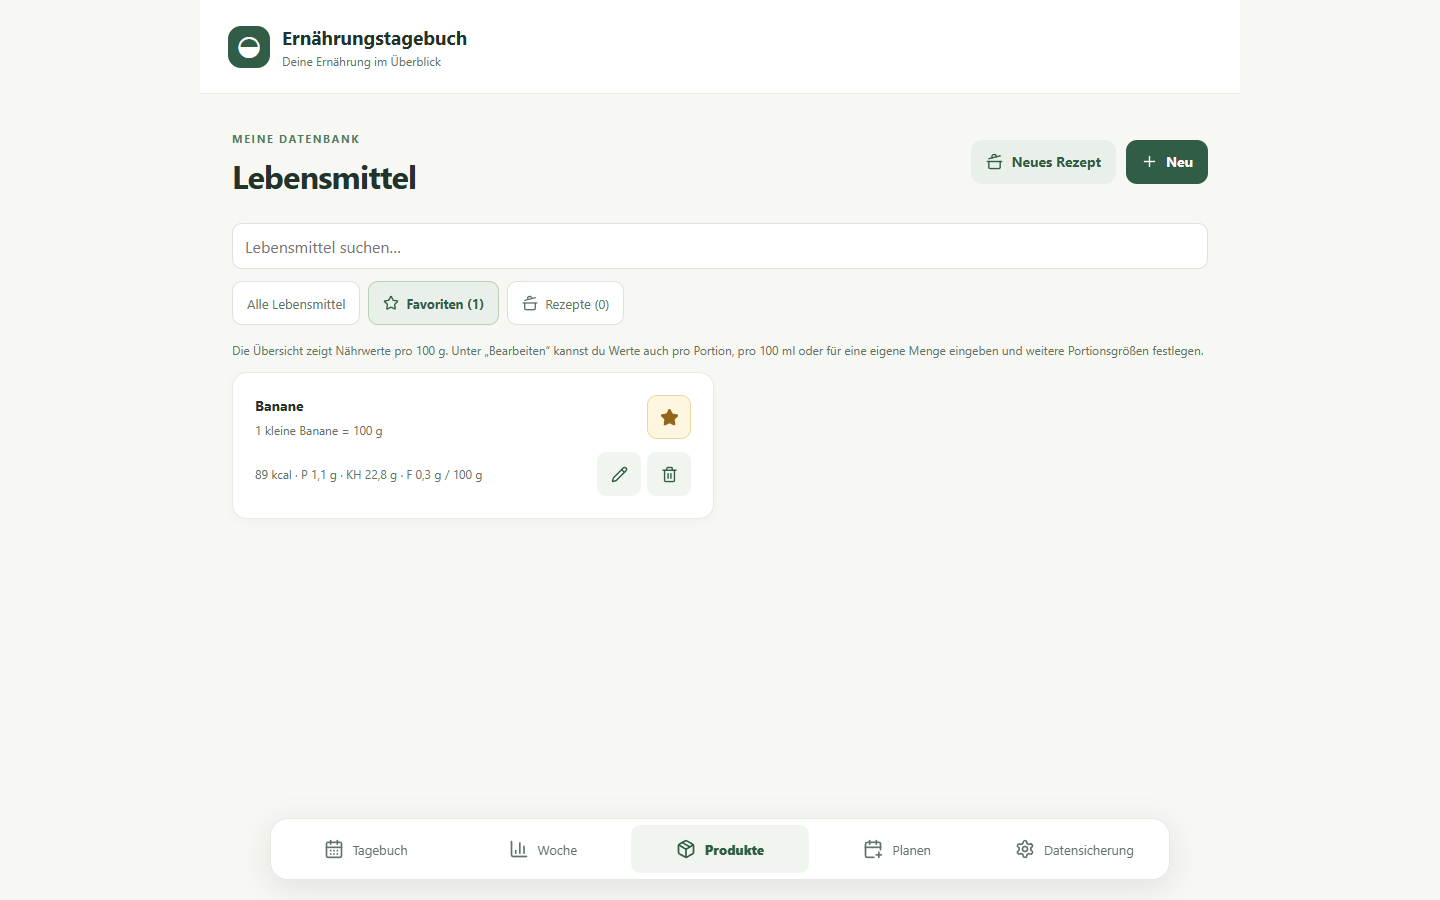 Ernährungstagebuch
Deine Ernährung im Überblick
MEINE DATENBANK
Lebensmittel
Neues Rezept
Neu
Lebensmittel suchen...
Alle Lebensmittel
Favoriten (1)
Rezepte (0)
Die Übersicht zeigt Nährwerte pro 100 g. Unter „Bearbeiten“ kannst du Werte auch pro Portion, pro 100 ml oder für eine eigene Menge eingeben und weitere Portionsgrößen festlegen.
Banane
1 kleine Banane = 100 g
89 kcal · P 1,1 g · KH 22,8 g · F 0,3 g / 100 g
Tagebuch
Woche
Produkte
Planen
Datensicherung